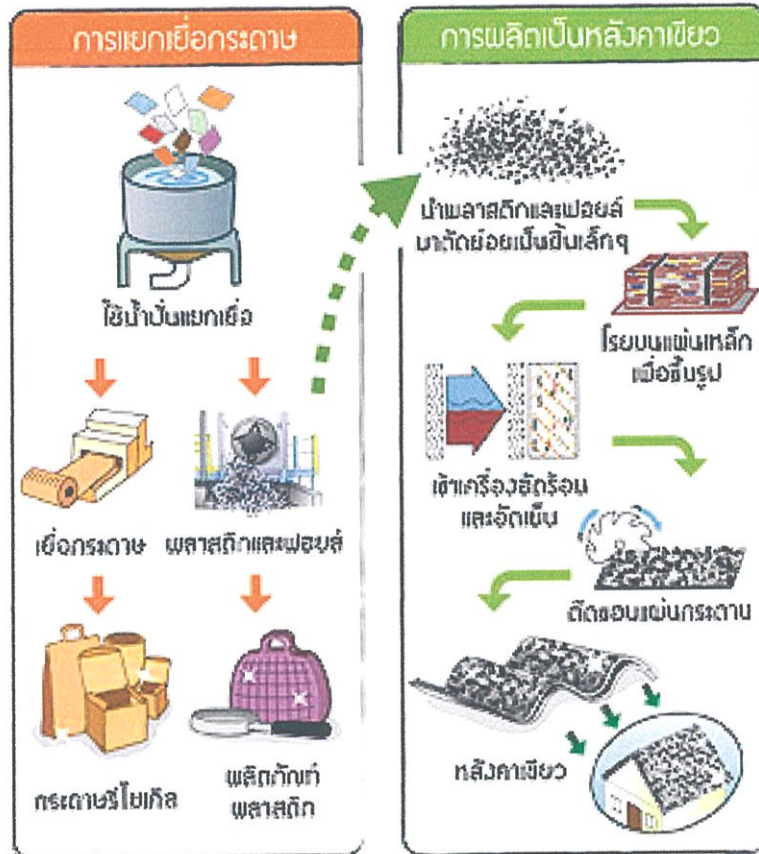 การแยกเยื่อกระดาษ
ใช้น้ำปั่นแยกเยื่อ
เยื่อกระดาษ
พลาสติกและฟอยล์
กระดาษรีไซเคิล
ผลิตภัณฑ์
พลาสติก
การผลิตเป็นหลังคาเขียว
นำพลาสติกและฟอยล์
มาตัดย่อยเป็นชิ้นเล็กๆ
โรยบนแผ่นเหล็ก
เพื่อขึ้นรูป
เข้าเครื่องอัดร้อน
และอัดเย็น
ตัดขอบแผ่นกระดาน
หลังคาเขียว